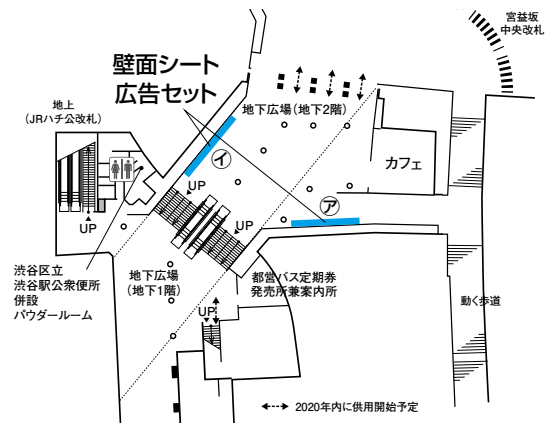 宮益坂
中央改札
壁面シート
広告セット
地上
(JRハチ公改札)
地下広場(地下2階)
㋑
カフェ
UP
㋐
UP
UP
渋谷区立
渋谷駅公衆便所
併設
パウダールーム
地下広場
(地下1階)
都営バス定期券
発売所兼案内所
動く歩道
UP
2020年内に供用開始予定